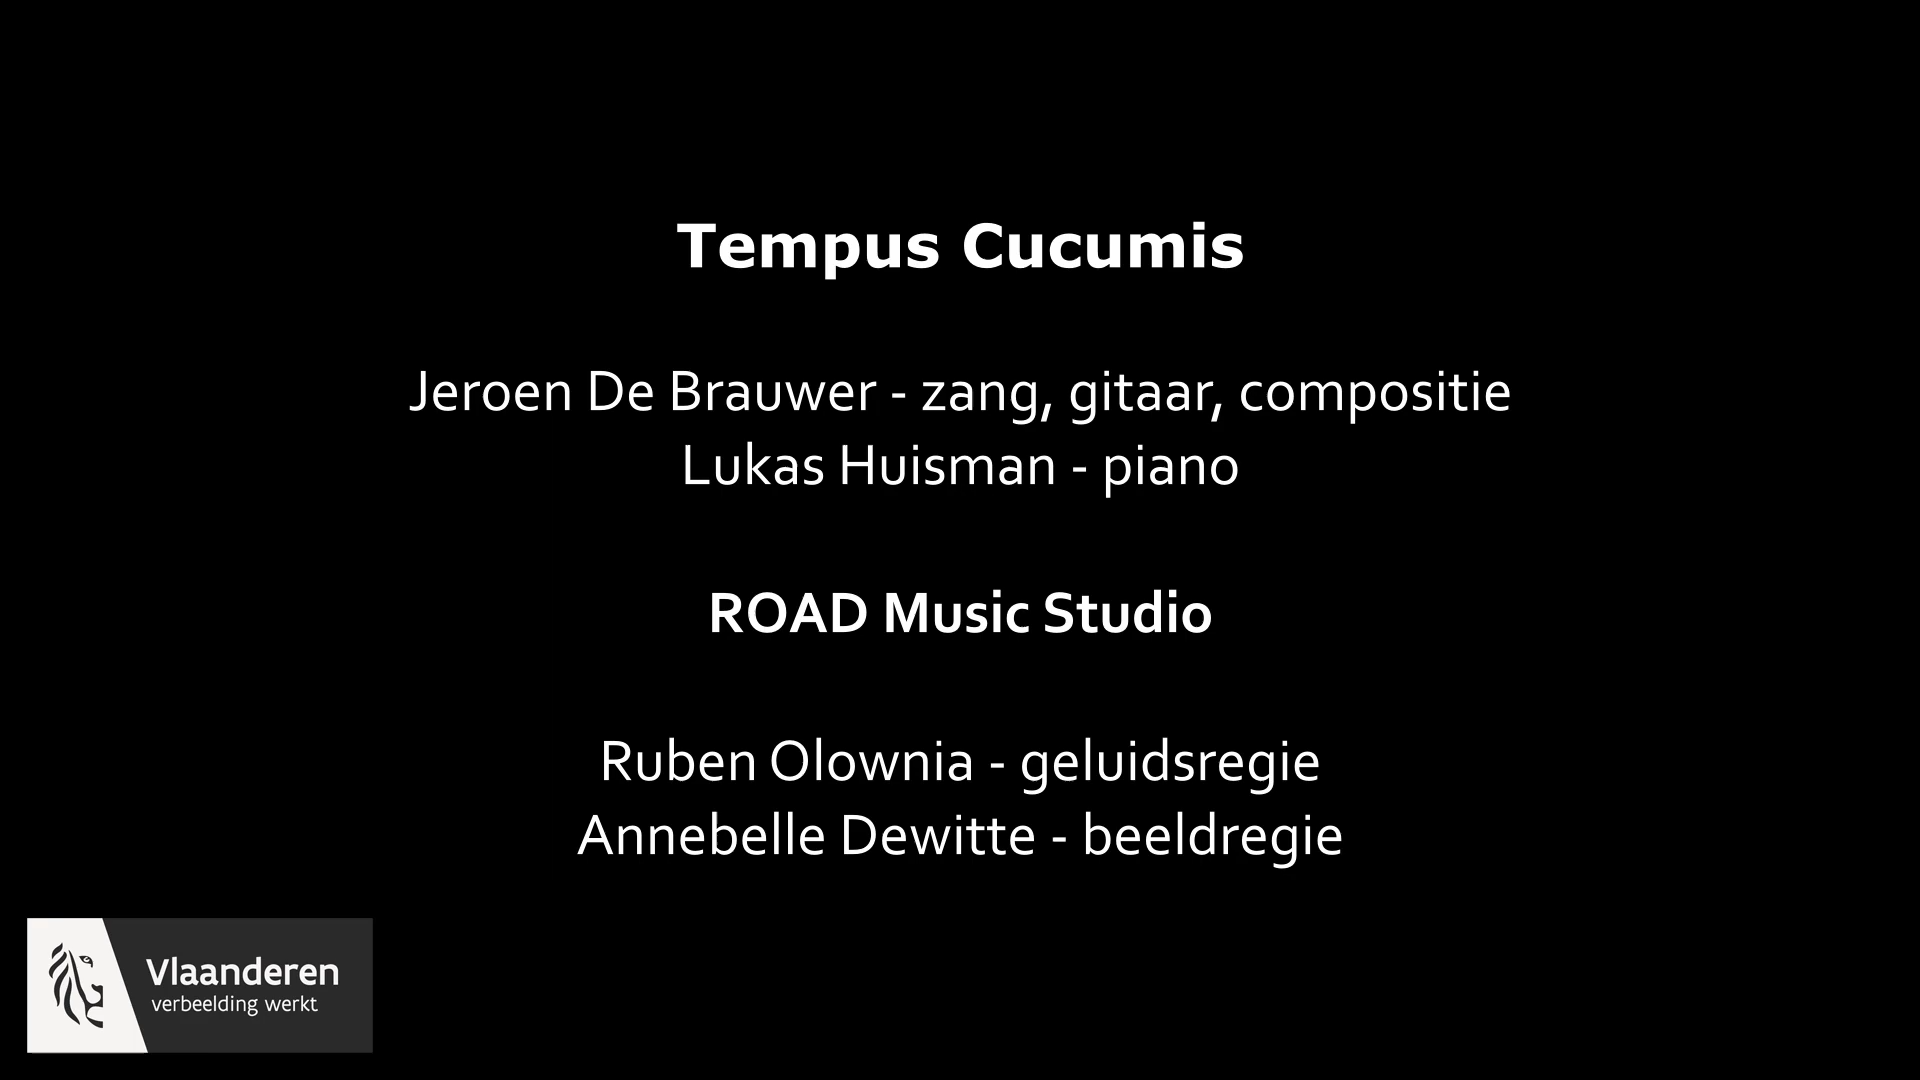 Tempus Cucumis
Jeroen De Brauwer - zang, gitaar, compositie
Lukas Huisman - piano
ROAD Music Studio
Ruben Olownia - geluidsregie
Annebelle Dewitte - beeldregie
Vlaanderen
verbeelding werkt